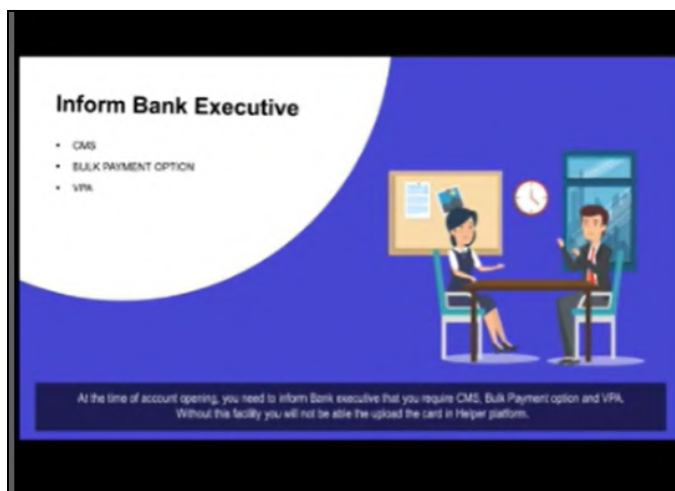 Inform Bank Executive
• CMS
• BULK PAYMENT OPTION
• VPA
At the time of account opening, you need to inform Bank executive that you require CMS, Bulk Payment option and VPA.
Without this facility you will not be able the upload the card in Helper platform.